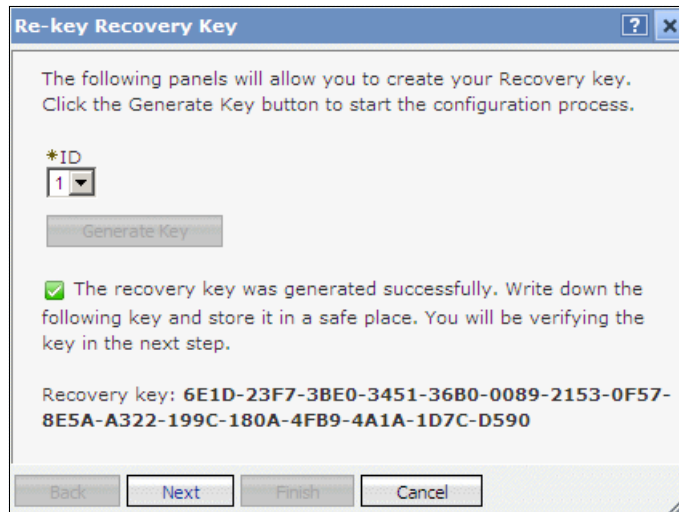 Re-key Recovery Key
?
The following panels will allow you to create your Recovery key.
Click the Generate Key button to start the configuration process.
*ID
1
Generate Key
The recovery key was generated successfully. Write down the
following key and store it in a safe place. You will be verifying the
key in the next step.
Recovery key: 6E1D-23F7-3BE0-3451-36B0-0089-2153-0F57-
8E5A-A322-199C-180A-4FB9-4A1A-1D7C-D590
Back Next Finish Cancel